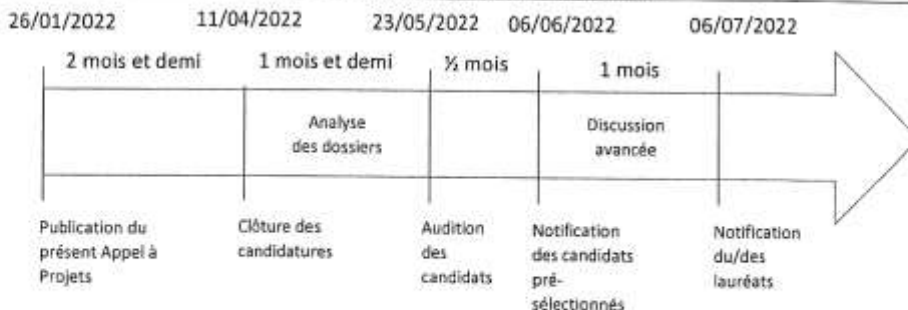 26/01/2022 11/04/2022 23/05/2022 06/06/2022 06/07/2022
2 mois et demi 1 mois et demi ½ mois 1 mois
Analyse
des dossiers
Discussion
avancée
Publication du
présent Appel à
Projets
Clôture des
candidatures
Audition
des
candidats
Notification
des candidats
pré-
sélectionnés
Notification
du/des
lauréats